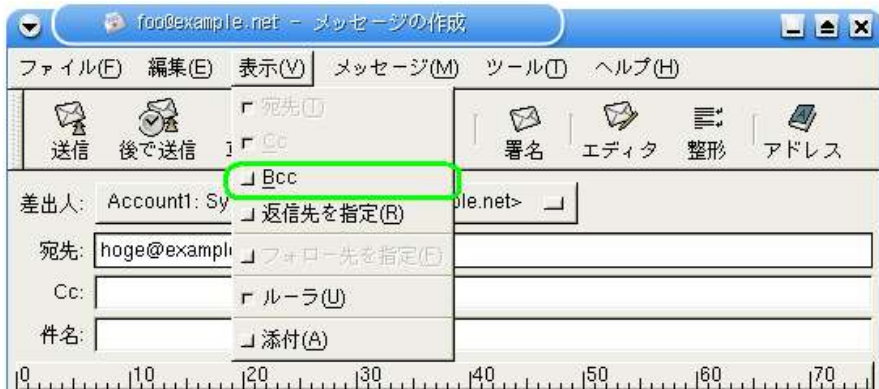 foo@example.net - メッセージの作成
ファイル(F) 編集(E) 表示(V) メッセージ(M) ツール(T) ヘルプ(H)
宛先(T)
Cc
Bcc
返信先を指定(R)
フォロー先を指定(F)
ルーラ(U)
添付(A)
送信 後で送信 署名 エディタ 整形 アドレス
差出人: Account1: Sy ple.net>
宛先: hoge@exampl
Cc:
件名:
0 10 20 30 40 50 60 70